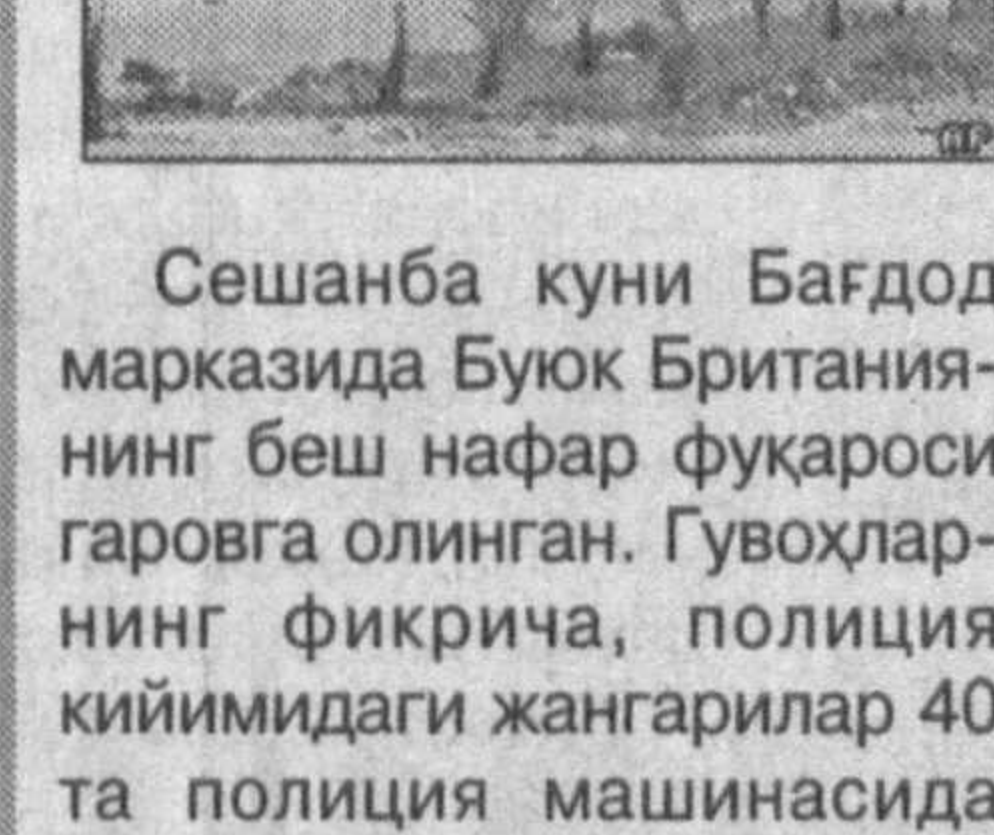 Сешанба куни Бағдод
марказида Буюк Британия-
нинг беш нафар фуқароси
гаровга олинган. Гувоҳлар-
нинг фикрича, полиция
кийимидаги жангарилар 40
та полиция машинасида